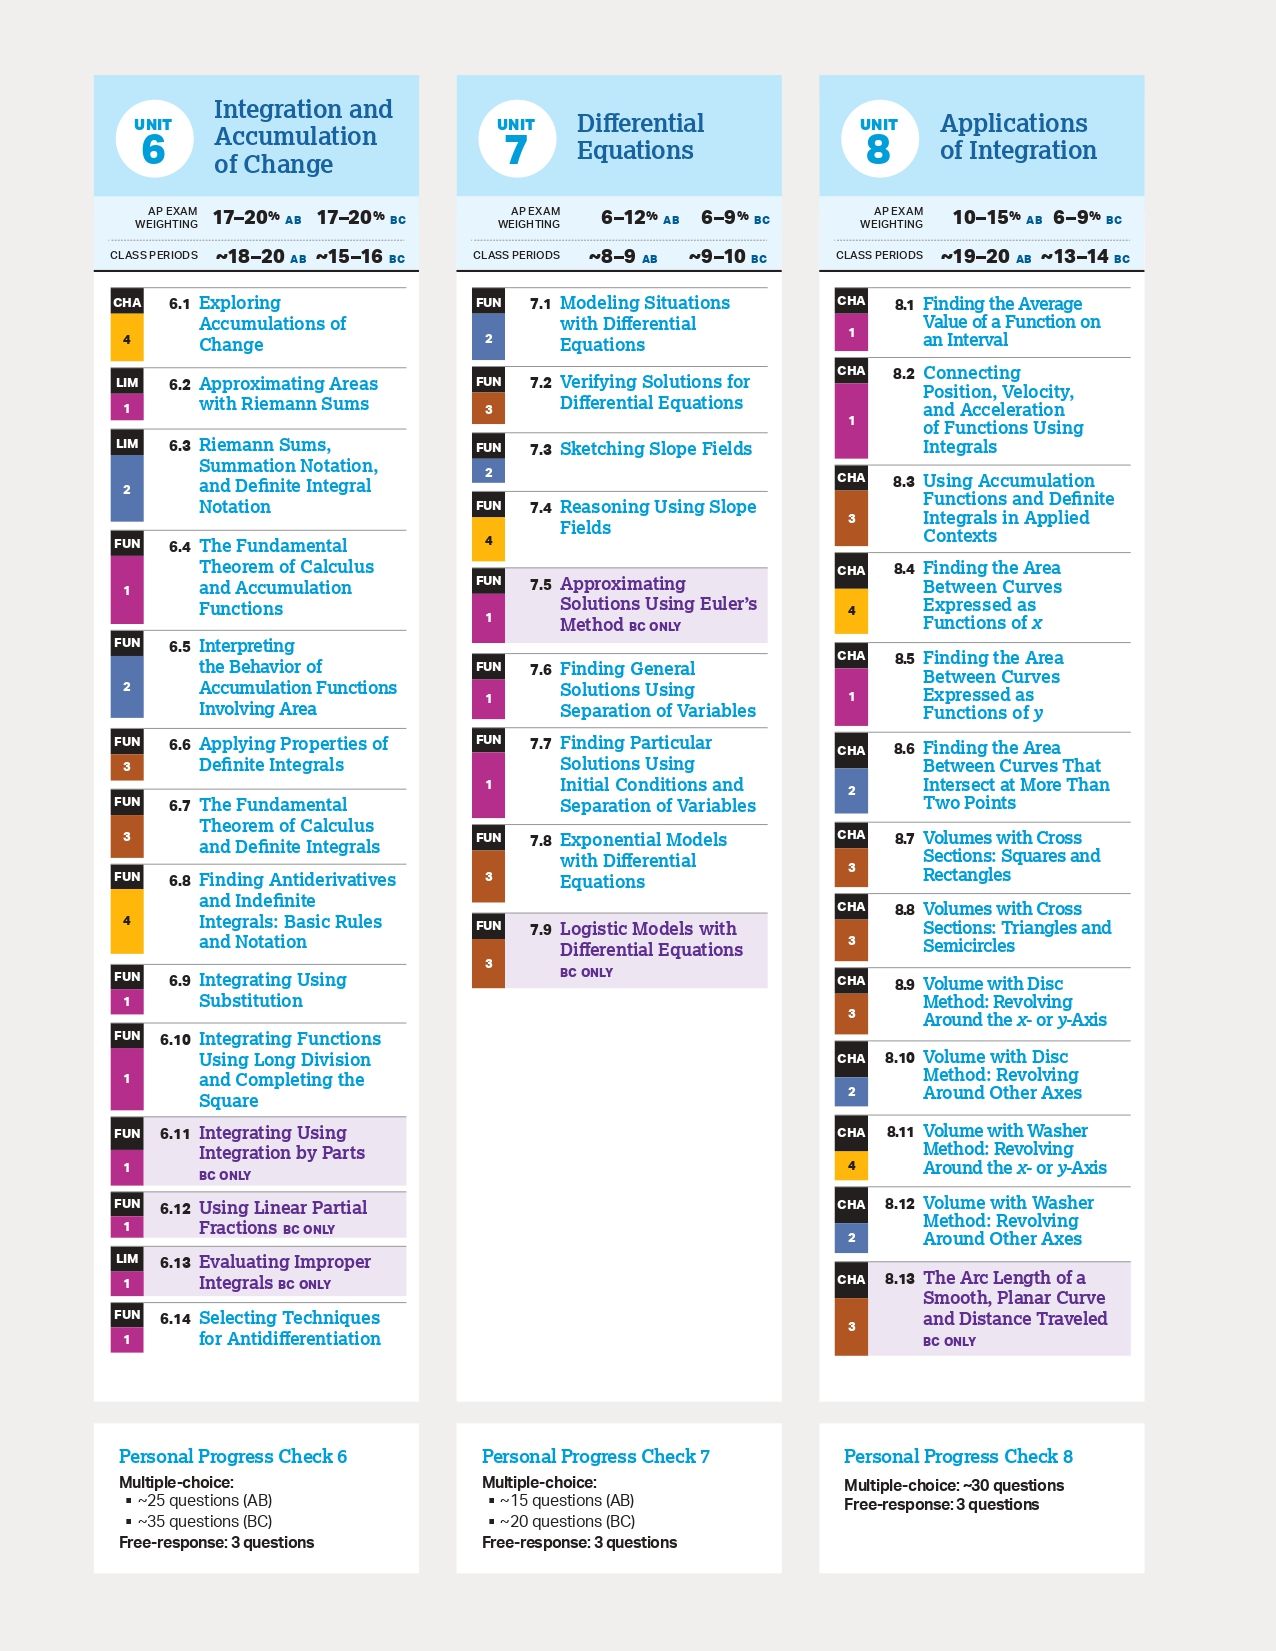 UNIT
6
Integration and
Accumulation
of Change
AP EXAM
WEIGHTING
17–20% AB 17–20% BC
CLASS PERIODS ~18–20 AB ~15–16 BC
CHA
4
6.1 Exploring
Accumulations of
Change
LIM
1
6.2 Approximating Areas
with Riemann Sums
LIM
2
6.3 Riemann Sums,
Summation Notation,
and Definite Integral
Notation
FUN
1
6.4 The Fundamental
Theorem of Calculus
and Accumulation
Functions
FUN
2
6.5 Interpreting
the Behavior of
Accumulation Functions
Involving Area
FUN
3
6.6 Applying Properties of
Definite Integrals
FUN
3
6.7 The Fundamental
Theorem of Calculus
and Definite Integrals
FUN
4
6.8 Finding Antiderivatives
and Indefinite
Integrals: Basic Rules
and Notation
FUN
1
6.9 Integrating Using
Substitution
FUN
1
6.10 Integrating Functions
Using Long Division
and Completing the
Square
FUN
1
6.11 Integrating Using
Integration by Parts
BC ONLY
FUN
1
6.12 Using Linear Partial
Fractions BC ONLY
LIM
1
6.13 Evaluating Improper
Integrals BC ONLY
FUN
1
6.14 Selecting Techniques
for Antidifferentiation
Personal Progress Check 6
Multiple-choice:
▪ ~25 questions (AB)
▪ ~35 questions (BC)
Free-response: 3 questions
UNIT
7
Differential
Equations
AP EXAM
WEIGHTING
6–12% AB 6–9% BC
CLASS PERIODS ~8–9 AB ~9–10 BC
FUN
2
7.1 Modeling Situations
with Differential
Equations
FUN
3
7.2 Verifying Solutions for
Differential Equations
FUN
2
7.3 Sketching Slope Fields
FUN
4
7.4 Reasoning Using Slope
Fields
FUN
1
7.5 Approximating
Solutions Using Euler’s
Method BC ONLY
FUN
1
7.6 Finding General
Solutions Using
Separation of Variables
FUN
1
7.7 Finding Particular
Solutions Using
Initial Conditions and
Separation of Variables
FUN
3
7.8 Exponential Models
with Differential
Equations
FUN
3
7.9 Logistic Models with
Differential Equations
BC ONLY
Personal Progress Check 7
Multiple-choice:
▪ ~15 questions (AB)
▪ ~20 questions (BC)
Free-response: 3 questions
UNIT
8
Applications
of Integration
AP EXAM
WEIGHTING
10–15% AB 6–9% BC
CLASS PERIODS ~19–20 AB ~13–14 BC
CHA
1
8.1 Finding the Average
Value of a Function on
an Interval
CHA
1
8.2 Connecting
Position, Velocity,
and Acceleration
of Functions Using
Integrals
CHA
3
8.3 Using Accumulation
Functions and Definite
Integrals in Applied
Contexts
CHA
4
8.4 Finding the Area
Between Curves
Expressed as
Functions of x
CHA
1
8.5 Finding the Area
Between Curves
Expressed as
Functions of y
CHA
2
8.6 Finding the Area
Between Curves That
Intersect at More Than
Two Points
CHA
3
8.7 Volumes with Cross
Sections: Squares and
Rectangles
CHA
3
8.8 Volumes with Cross
Sections: Triangles and
Semicircles
CHA
3
8.9 Volume with Disc
Method: Revolving
Around the x- or y-Axis
CHA
2
8.10 Volume with Disc
Method: Revolving
Around Other Axes
CHA
4
8.11 Volume with Washer
Method: Revolving
Around the x- or y-Axis
CHA
2
8.12 Volume with Washer
Method: Revolving
Around Other Axes
CHA
3
8.13 The Arc Length of a
Smooth, Planar Curve
and Distance Traveled
BC ONLY
Personal Progress Check 8
Multiple-choice: ~30 questions
Free-response: 3 questions